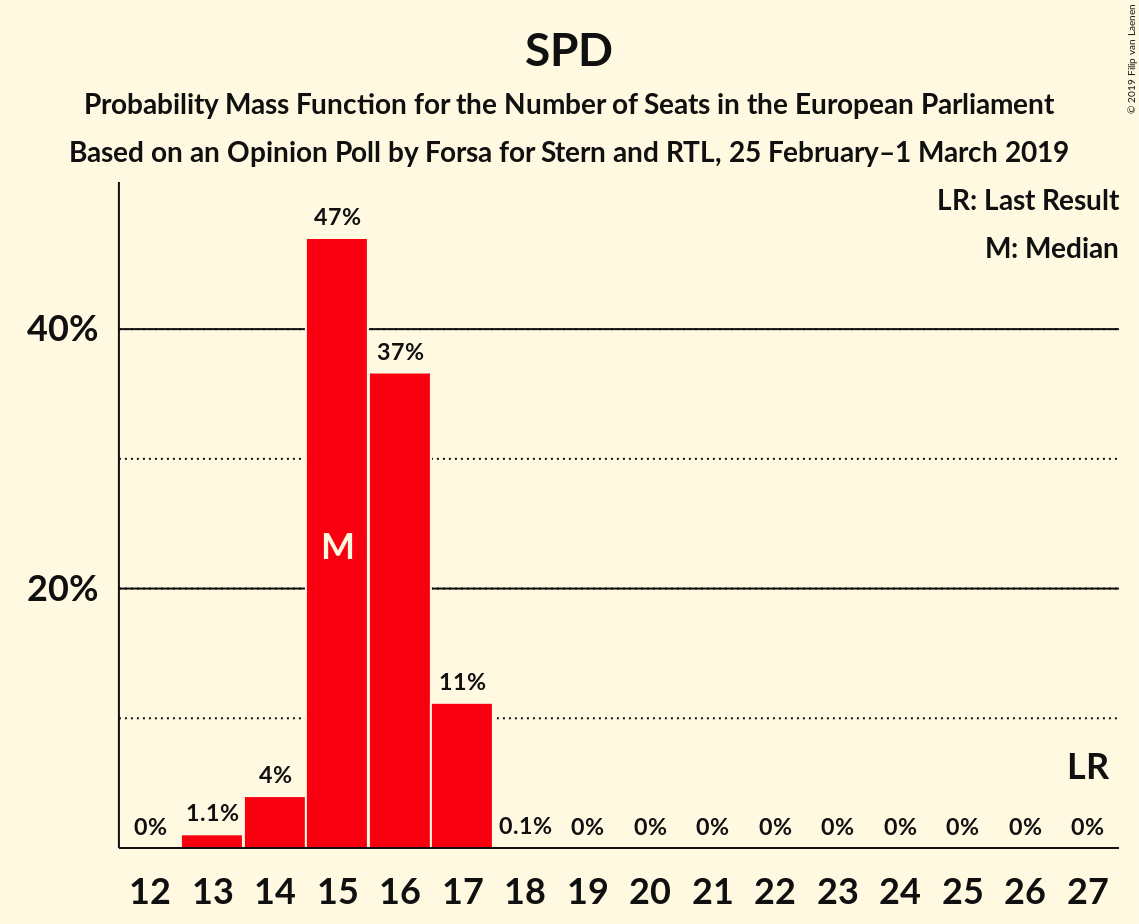 SPD
Probability Mass Function for the Number of Seats in the European Parliament
Based on an Opinion Poll by Forsa for Stern and RTL, 25 February–1 March 2019
© 2019 Filip van Laenen
LR: Last Result
M: Median
47%
40%
37%
M
20%
11%
LR
4%
0% 1.1% 0.1% 0% 0% 0% 0% 0% 0% 0% 0% 0%
12 13 14 15 16 17 18 19 20 21 22 23 24 25 26 27